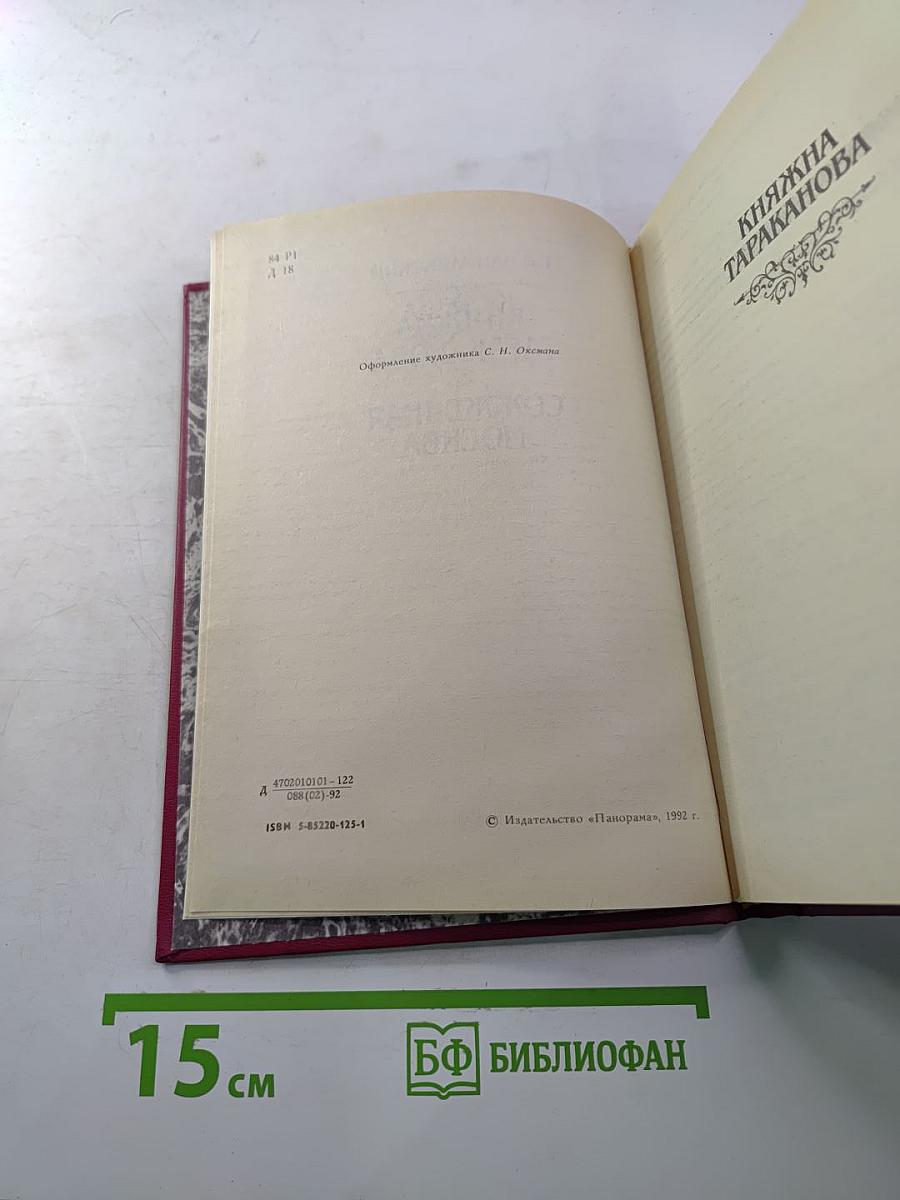 84 Р1
Д 18
Оформление художника С. Н. Оксмана
Д 4702010101–122
088(02)-92
ISBN 5-85220-125-1
© Издательство «Панорама», 1992 г.
КНЯЖНА
ТАРАКАНОВА
15 см
БФ БИБЛИОФАН